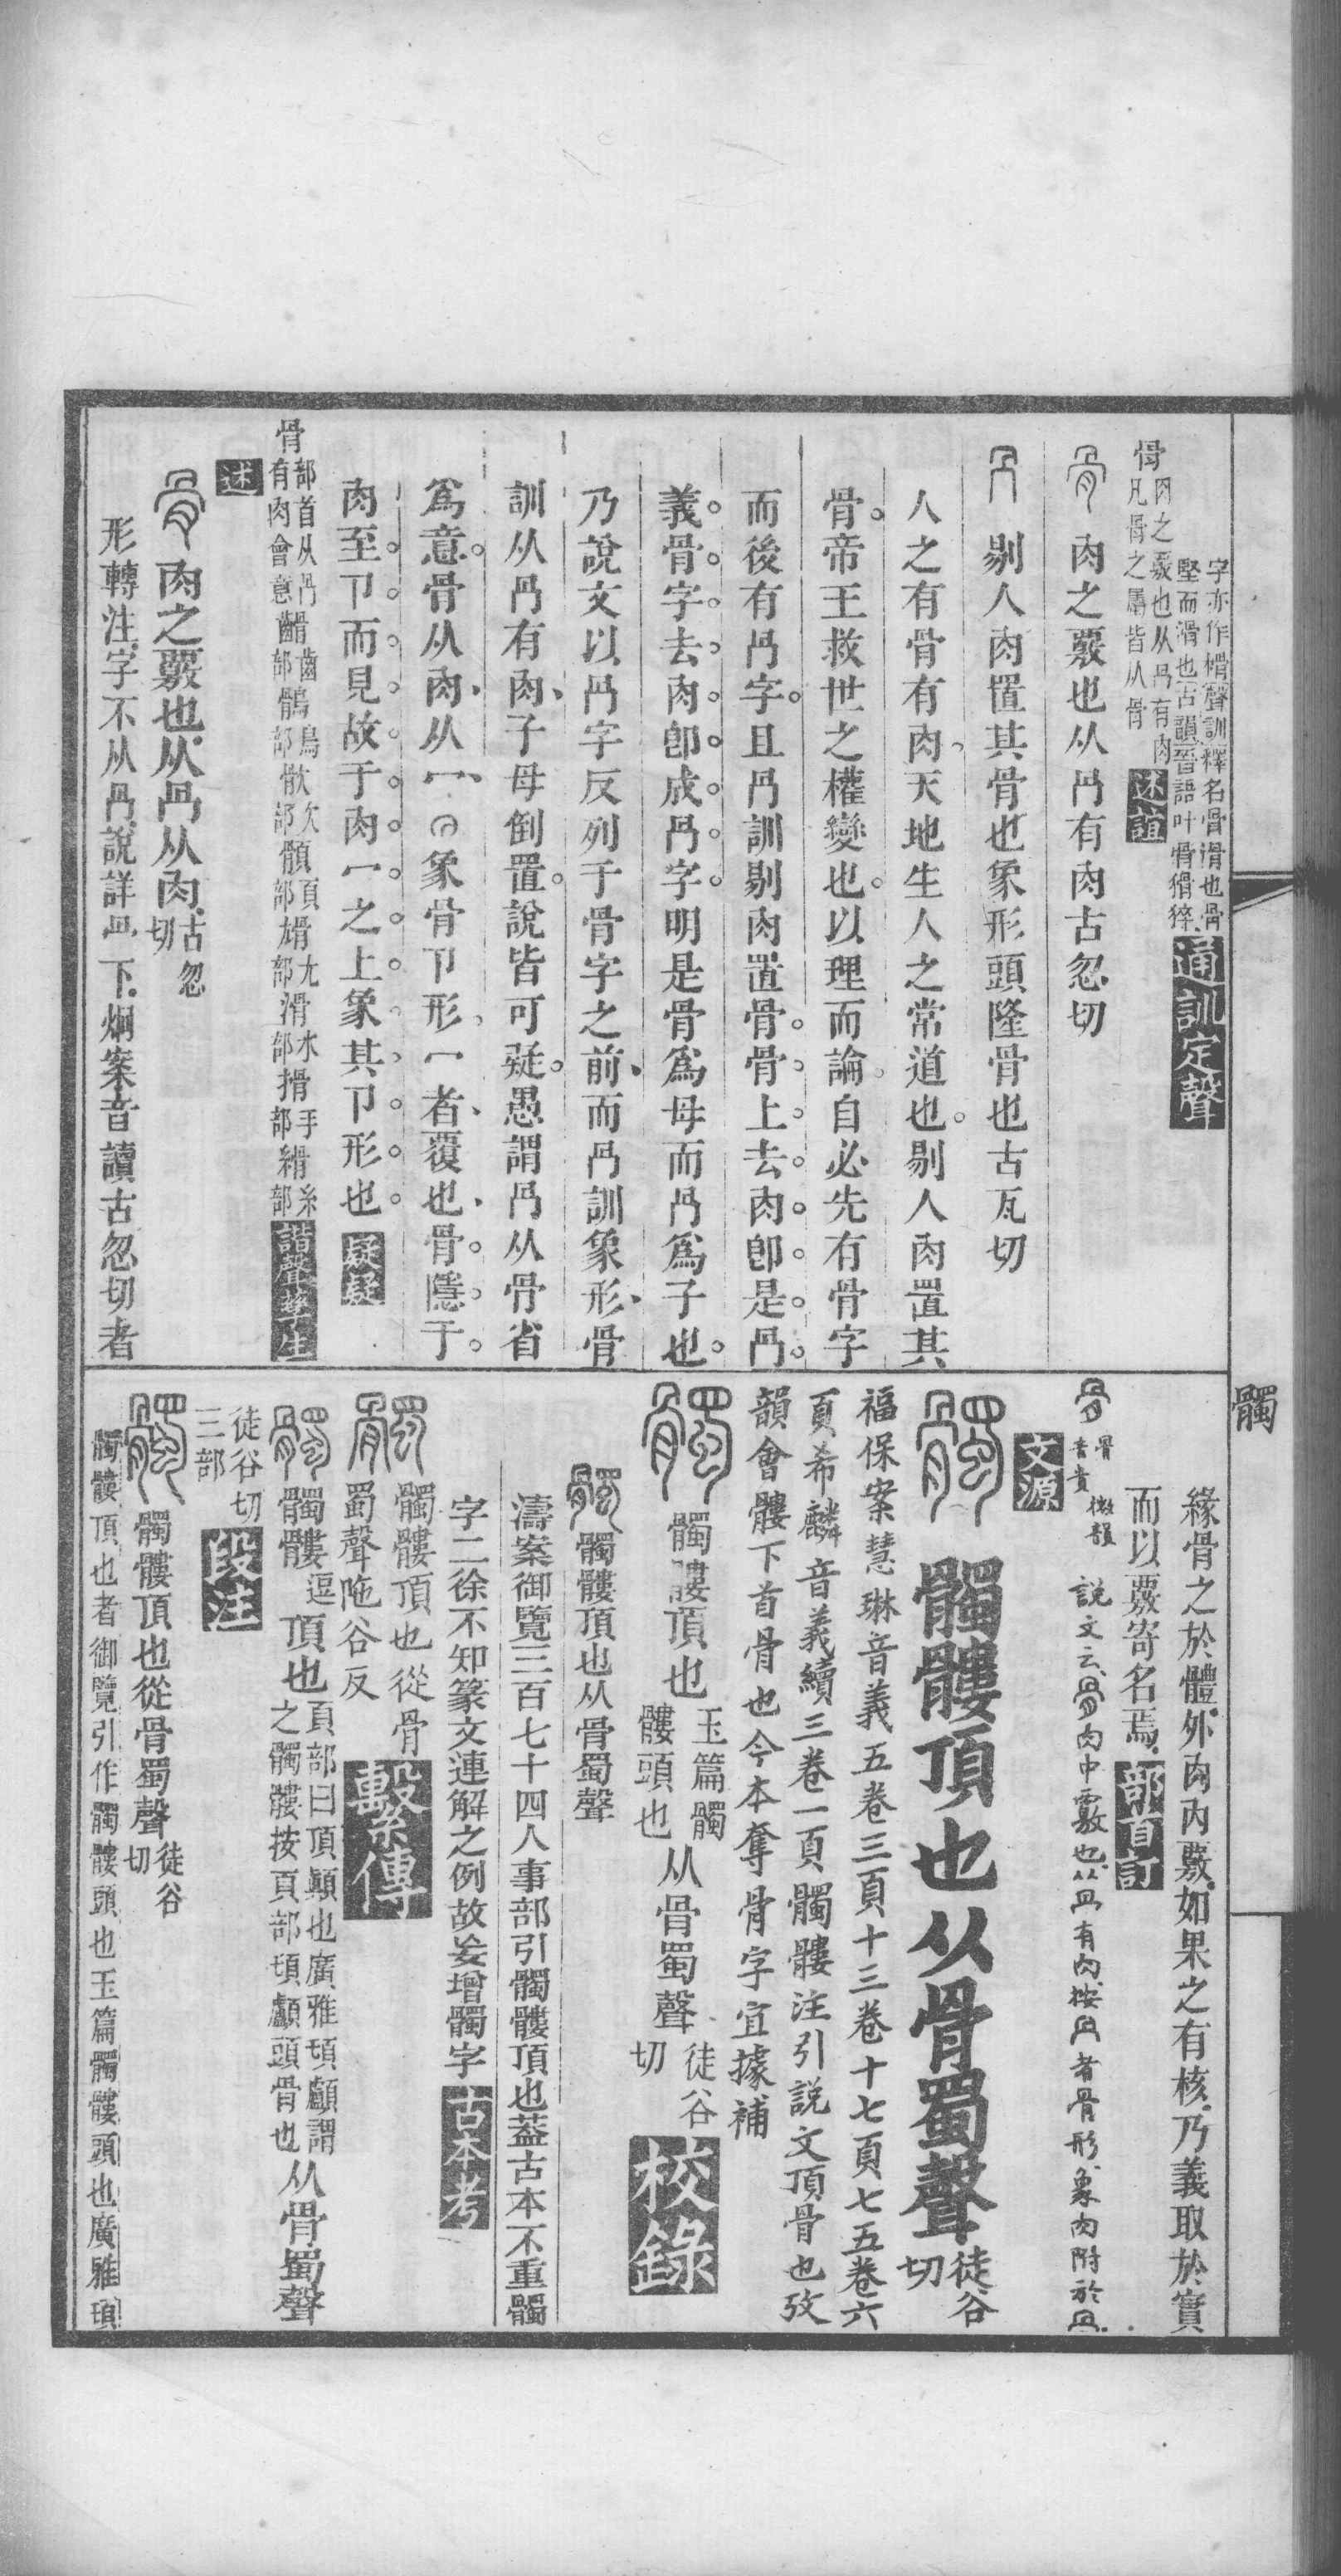 字亦作榾聲訓釋名骨滑也骨
堅而滑也古韻晉語叶骨猾猝通訓定聲
骨肉之覈也从冎有肉
凡骨之屬皆从骨述誼
肉之覈也从冎有肉古忽切
冎剔人肉置其骨也象形頭隆骨也古瓦切
人之有骨有肉天地生人之常道也剔人肉置其
骨帝王救世之權變也以理而論自必先有骨字
而後有冎字且冎訓剔肉置骨骨上去肉卽是冎
義骨字去肉卽成冎字明是骨爲母而冎爲子也
乃說文以冎字反列于骨字之前而冎訓象形骨
訓从冎有肉子母倒置說皆可疑愚謂冎从骨省
爲意骨从肉从冖象骨卩形冖者覆也骨隱于
肉至卩而見故于肉冖之上象其卩形也疑疑
骨部首从冎䯏齒鶻鳥㱁欠頢頁尳尢滑水搰手縎糸
有肉會意部部部部部部部部諧聲孳生
述
肉之覈也从冎从肉古忽切
形轉注字不从冎說詳冎下炯案音讀古忽切者
髑
緣骨之於體外肉內覈如果之有核乃義取於實
而以覈寄名焉部首訂
骨微韻說文云骨肉中覈也从冎有肉按冎者骨形象肉附於冎
文源
髑髏頂也从骨蜀聲徒谷切
福保案慧琳音義五卷三頁十三卷十七頁七五卷六
頁希麟音義續三卷一頁髑髏注引說文頂骨也攷
韻會髏下首骨也今本奪骨字宜據補
髑髏頂也玉篇髑髏頭也从骨蜀聲徒谷切校錄
髑髏頂也从骨蜀聲
濤案御覽三百七十四人事部引髑髏頂也蓋古本不重髑
字二徐不知篆文連解之例故妄增髑字古本考
髑髏頂也從骨
蜀聲陁谷反繫傳
髑髏逗頂也頁部曰頂顚也廣雅頊顱謂之髑髏按頁部頊顱頭骨也从骨蜀聲
徒谷切三部段注
髑髏頂也從骨蜀聲徒谷切
髑髏頂也者御覽引作髑髏頭也玉篇髑髏頭也廣雅頊